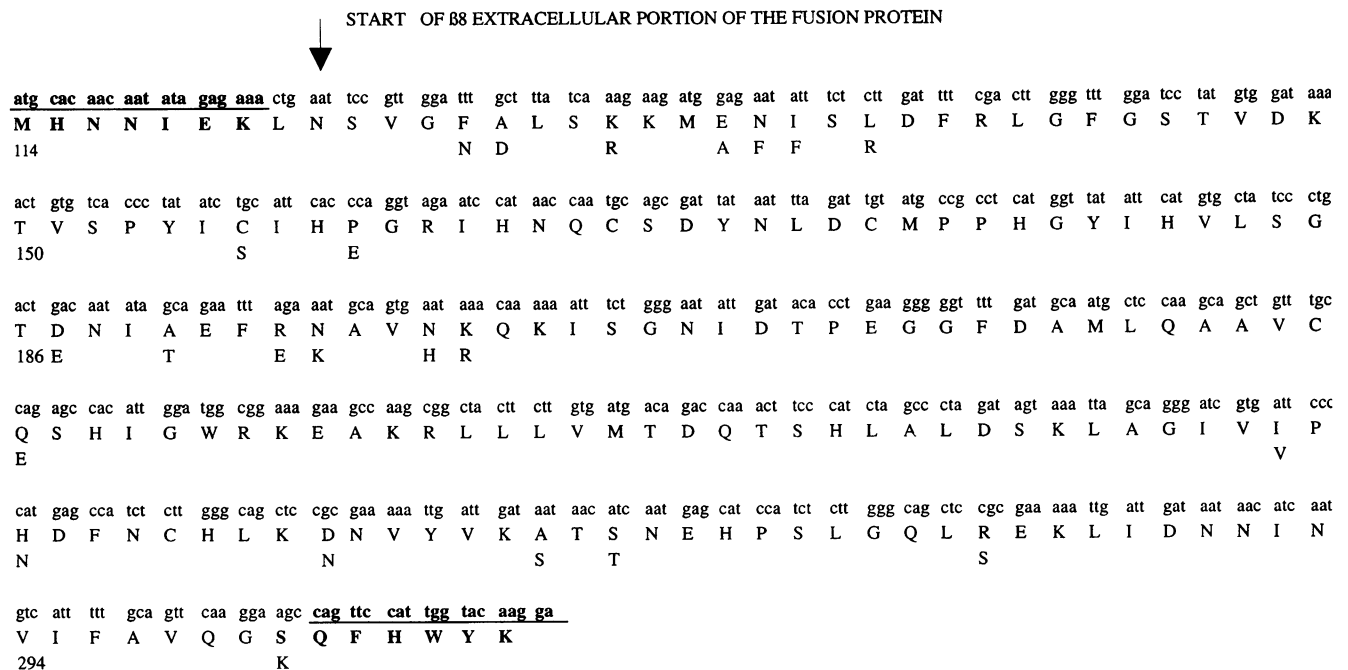 START OF ß8 EXTRACELLULAR PORTION OF THE FUSION PROTEIN
atg cac aac aat ata gag aaa ctg aat tcc gtt gga ttt gct tta tca aag aag atg gag aat att tct ctt gat ttt cga ctt ggg ttt gga tcc tat gtg gat aaa
M H N N I E K L N S V G F A L S K K M E N I S L D F R L G F G S T V D K
114 N D R A F F R
act gtg tca ccc tat atc tgc att cac cca ggt aga atc cat aac caa tgc agc gat tat aat tta gat tgt atg ccg cct cat ggt tat att cat gtg cta tcc ctg
T V S P Y I C I H P G R I H N Q C S D Y N L D C M P P H G Y I H V L S G
150 S E
act gac aat ata gca gaa ttt aga aat gca gtg aat aaa caa aaa att tct ggg aat att gat aca cct gaa ggg ggt ttt gat gca atg ctc caa gca gct gtt tgc
T D N I A E F R N A V N K Q K I S G N I D T P E G G F D A M L Q A A V C
186 E T E K H R
cag agc cac att gga tgg cgg aaa gaa gcc aag cgg cta ctt ctt gtg atg aca gac caa act tcc cat cta gcc cta gat agt aaa tta gca ggg atc gtg att ccc
Q S H I G W R K E A K R L L L V M T D Q T S H L A L D S K L A G I V I P
E V
cat gag cca tct ctt ggg cag ctc cgc gaa aaa ttg att gat aat aac atc aat gag cat cca tct ctt ggg cag ctc cgc gaa aaa ttg att gat aat aac atc aat
H D F N C H L K D N V Y V K A T S N E H P S L G Q L R E K L I D N N I N
N N S T S
gtc att ttt gca gtt caa gga agc cag ttc cat tgg tac aag ga
V I F A V Q G S Q F H W Y K
294 K